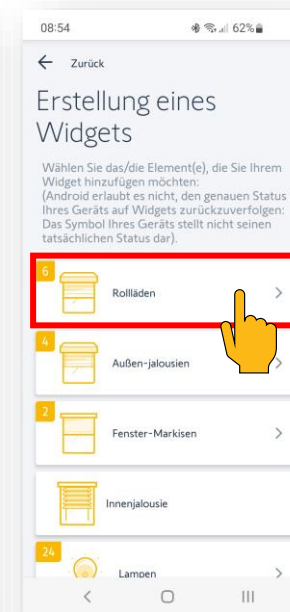 08:54 62%
Zurück
Erstellung eines
Widgets
Wählen Sie das/die Element(e), die Sie Ihrem
Widget hinzufügen möchten:
(Android erlaubt es nicht, den genauen Status
Ihres Geräts auf Widgets zurückzuverfolgen:
Das Symbol Ihres Geräts stellt nicht seinen
tatsächlichen Status dar).
6
Rollläden
4
Außen-jalousien
2
Fenster-Markisen
Innenjalousie
24
Lampen